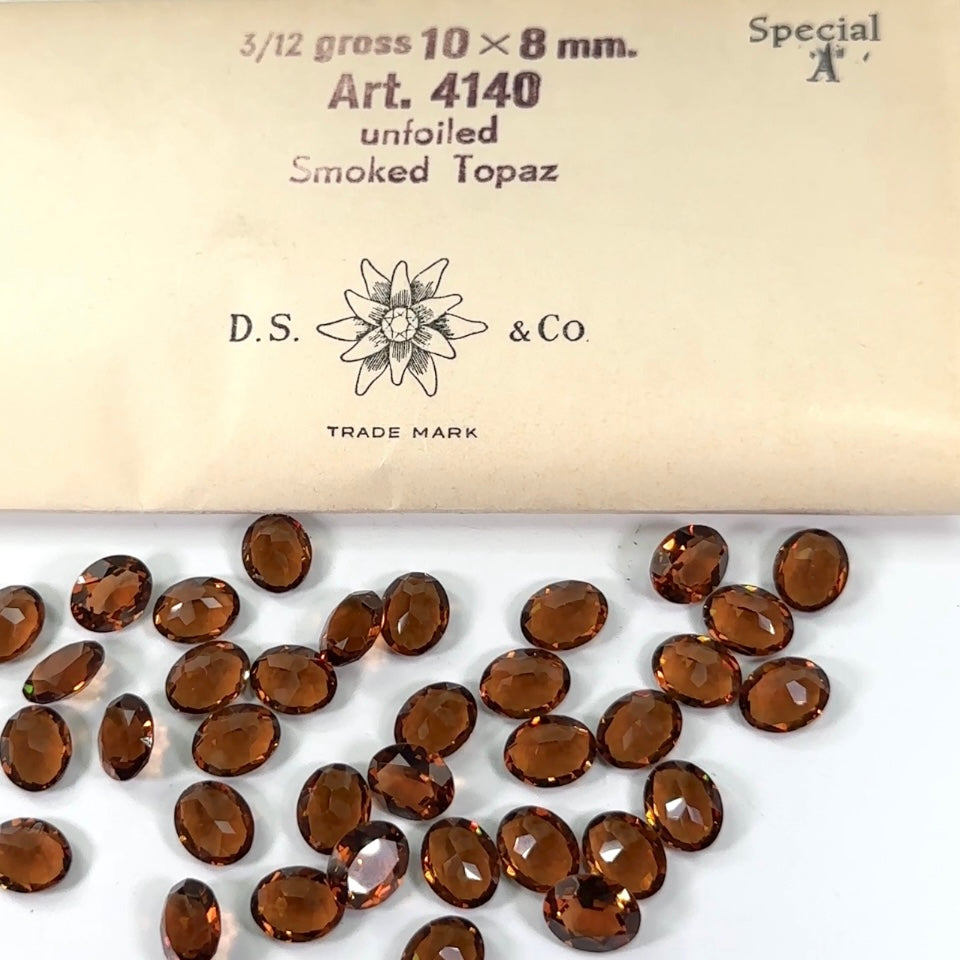 3/12 gross 10 × 8 mm.
Special
A
Art. 4140
unfoiled
Smoked Topaz
D.S. & Co.
TRADE MARK